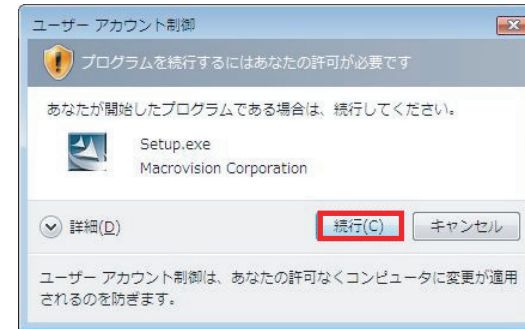 ユーザー アカウント制御
プログラムを続行するにはあなたの許可が必要です
あなたが開始したプログラムである場合は、続行してください。
Setup.exe
Macrovision Corporation
詳細(D)
続行(C)
キャンセル
ユーザー アカウント制御は、あなたの許可なくコンピュータに変更が適用
されるのを防ぎます。